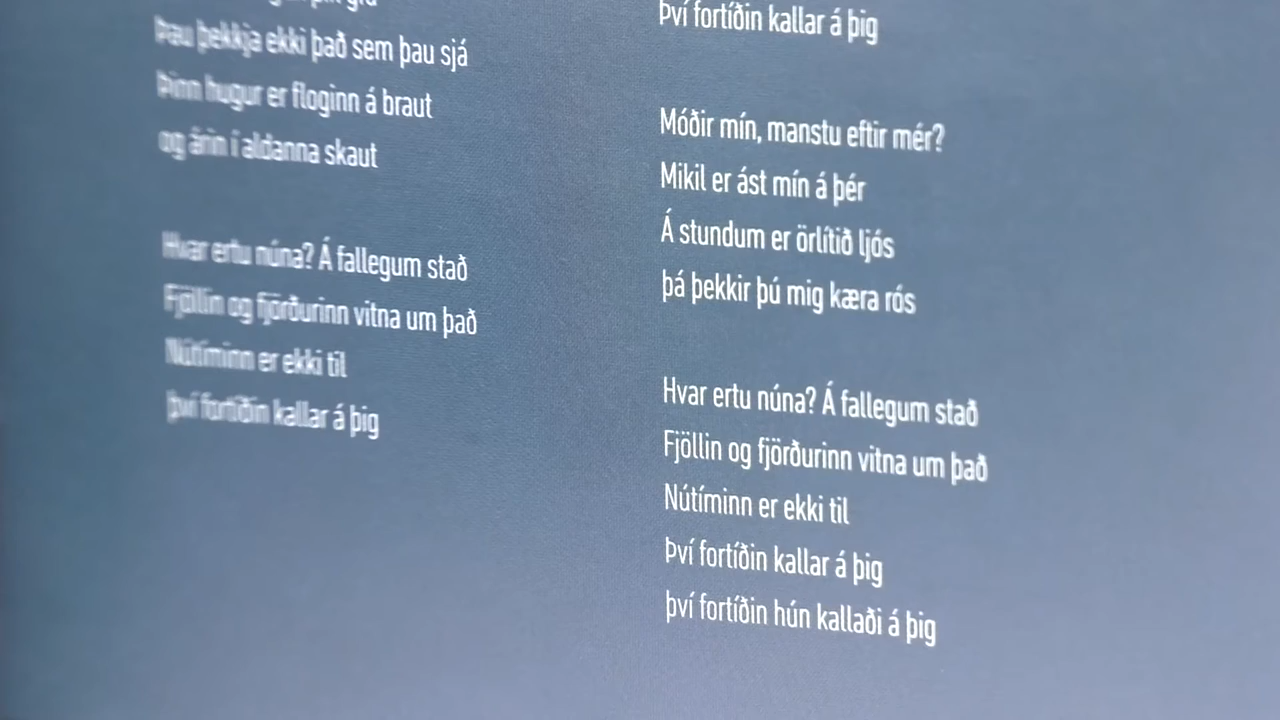 Þau þekkja ekki það sem þau sjá
Þinn hugur er floginn á braut
og árin í aldanna skaut
Hvar ertu núna? Á fallegum stað
Fjöllin og fjörðurinn vitna um það
Nútíminn er ekki til
því fortíðin kallar á þig
Því fortíðin kallar á þig
Móðir mín, manstu eftir mér?
Mikil er ást mín á þér
Á stundum er örlítið ljós
þá þekkir þú mig kæra rós
Hvar ertu núna? Á fallegum stað
Fjöllin og fjörðurinn vitna um það
Nútíminn er ekki til
Því fortíðin kallar á þig
því fortíðin hún kallaði á þig